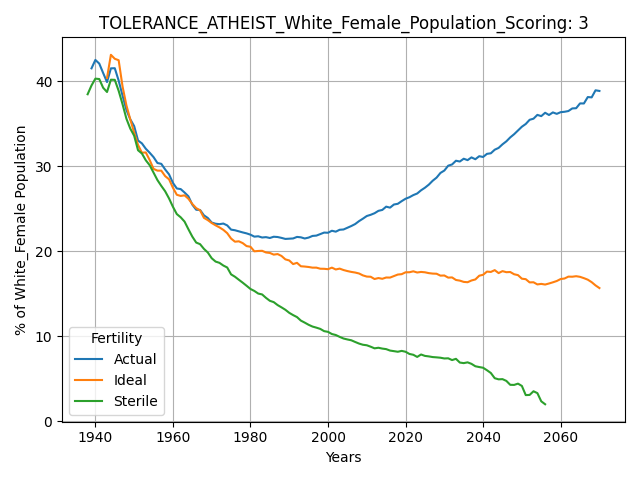 TOLERANCE_ATHEIST_White_Female_Population_Scoring: 3
% of White_Female Population
40
30
20
10
0
Fertility
Actual
Ideal
Sterile
1940 1960 1980 2000 2020 2040 2060
Years